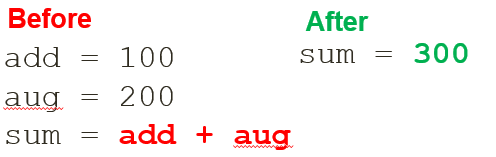 Before
add = 100
aug = 200
sum = add + aug
After
sum = 300